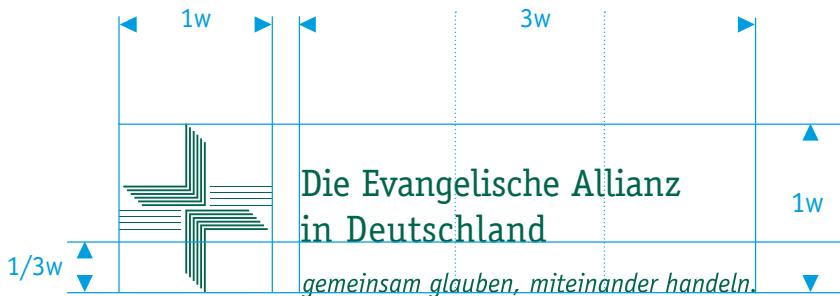 1w
3w
Die Evangelische Allianz
in Deutschland
1w
1/3w
gemeinsam glauben, miteinander handeln.